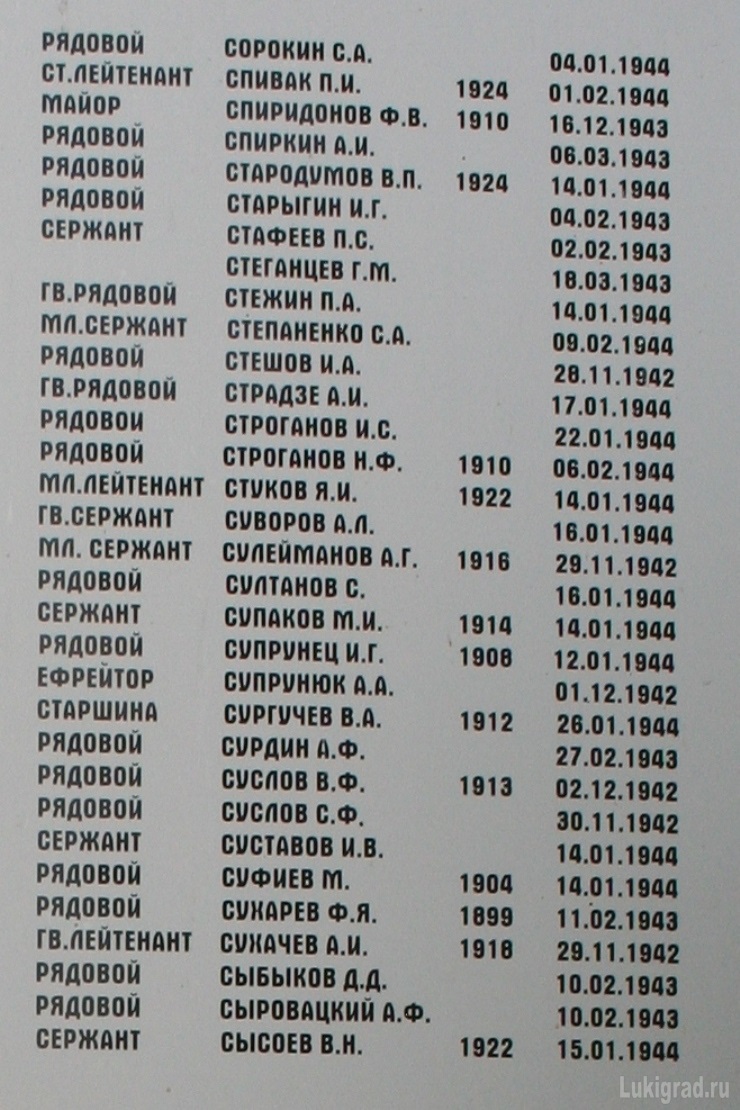 РЯДОВОЙ СОРОКИН С.А. 04.01.1944
СТ.ЛЕЙТЕНАНТ СПИВАК П.И. 1924 01.02.1944
МАЙОР СПИРИДОНОВ Ф.В. 1910 16.12.1943
РЯДОВОЙ СПИРКИН А.И. 06.03.1943
РЯДОВОЙ СТАРОДУМОВ В.П. 1924 14.01.1944
РЯДОВОЙ СТАРЫГИН И.Г. 04.02.1943
СЕРЖАНТ СТАФЕЕВ П.С. 02.02.1943
СТЕГАНЦЕВ Г.М. 18.03.1943
ГВ.РЯДОВОЙ СТЕЖИН П.А. 14.01.1944
МЛ.СЕРЖАНТ СТЕПАНЕНКО С.А. 09.02.1944
РЯДОВОЙ СТЕШОВ И.А. 28.11.1942
ГВ.РЯДОВОЙ СТРАДЗЕ А.И. 17.01.1944
РЯДОВОЙ СТРОГАНОВ И.С. 22.01.1944
РЯДОВОЙ СТРОГАНОВ Н.Ф. 1910 06.02.1944
МЛ.ЛЕЙТЕНАНТ СТУКОВ Я.И. 1922 14.01.1944
ГВ.СЕРЖАНТ СУВОРОВ А.Л. 16.01.1944
МЛ. СЕРЖАНТ СУЛЕЙМАНОВ А.Г. 1916 29.11.1942
РЯДОВОЙ СУЛТАНОВ С. 16.01.1944
СЕРЖАНТ СУПАКОВ М.И. 1914 14.01.1944
РЯДОВОЙ СУПРУНЕЦ И.Г. 1908 12.01.1944
ЕФРЕЙТОР СУПРУНЮК А.А. 01.12.1942
СТАРШИНА СУРГУЧЕВ В.А. 1912 26.01.1944
РЯДОВОЙ СУРДИН А.Ф. 27.02.1943
РЯДОВОЙ СУСЛОВ В.Ф. 1913 02.12.1942
РЯДОВОЙ СУСЛОВ С.Ф. 30.11.1942
СЕРЖАНТ СУСТАВОВ И.В. 14.01.1944
РЯДОВОЙ СУФИЕВ М. 1904 14.01.1944
РЯДОВОЙ СУХАРЕВ Ф.Я. 1899 11.02.1943
ГВ.ЛЕЙТЕНАНТ СУХАЧЕВ А.И. 1918 29.11.1942
РЯДОВОЙ СЫБЫКОВ Д.Д. 10.02.1943
РЯДОВОЙ СЫРОВАЦКИЙ А.Ф. 10.02.1943
СЕРЖАНТ СЫСОЕВ В.Н. 1922 15.01.1944
Lukigrad.ru